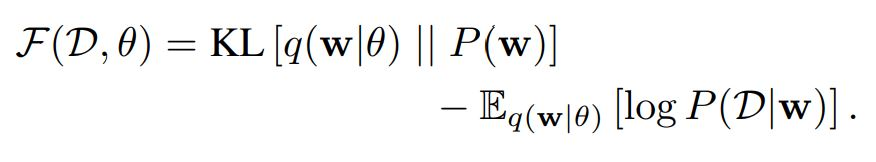 ℱ(𝒟, θ) = KL [q(𝐰|θ) || P(𝐰)]
− 𝔼_{q(𝐰|θ)} [log P(𝒟|𝐰)] .